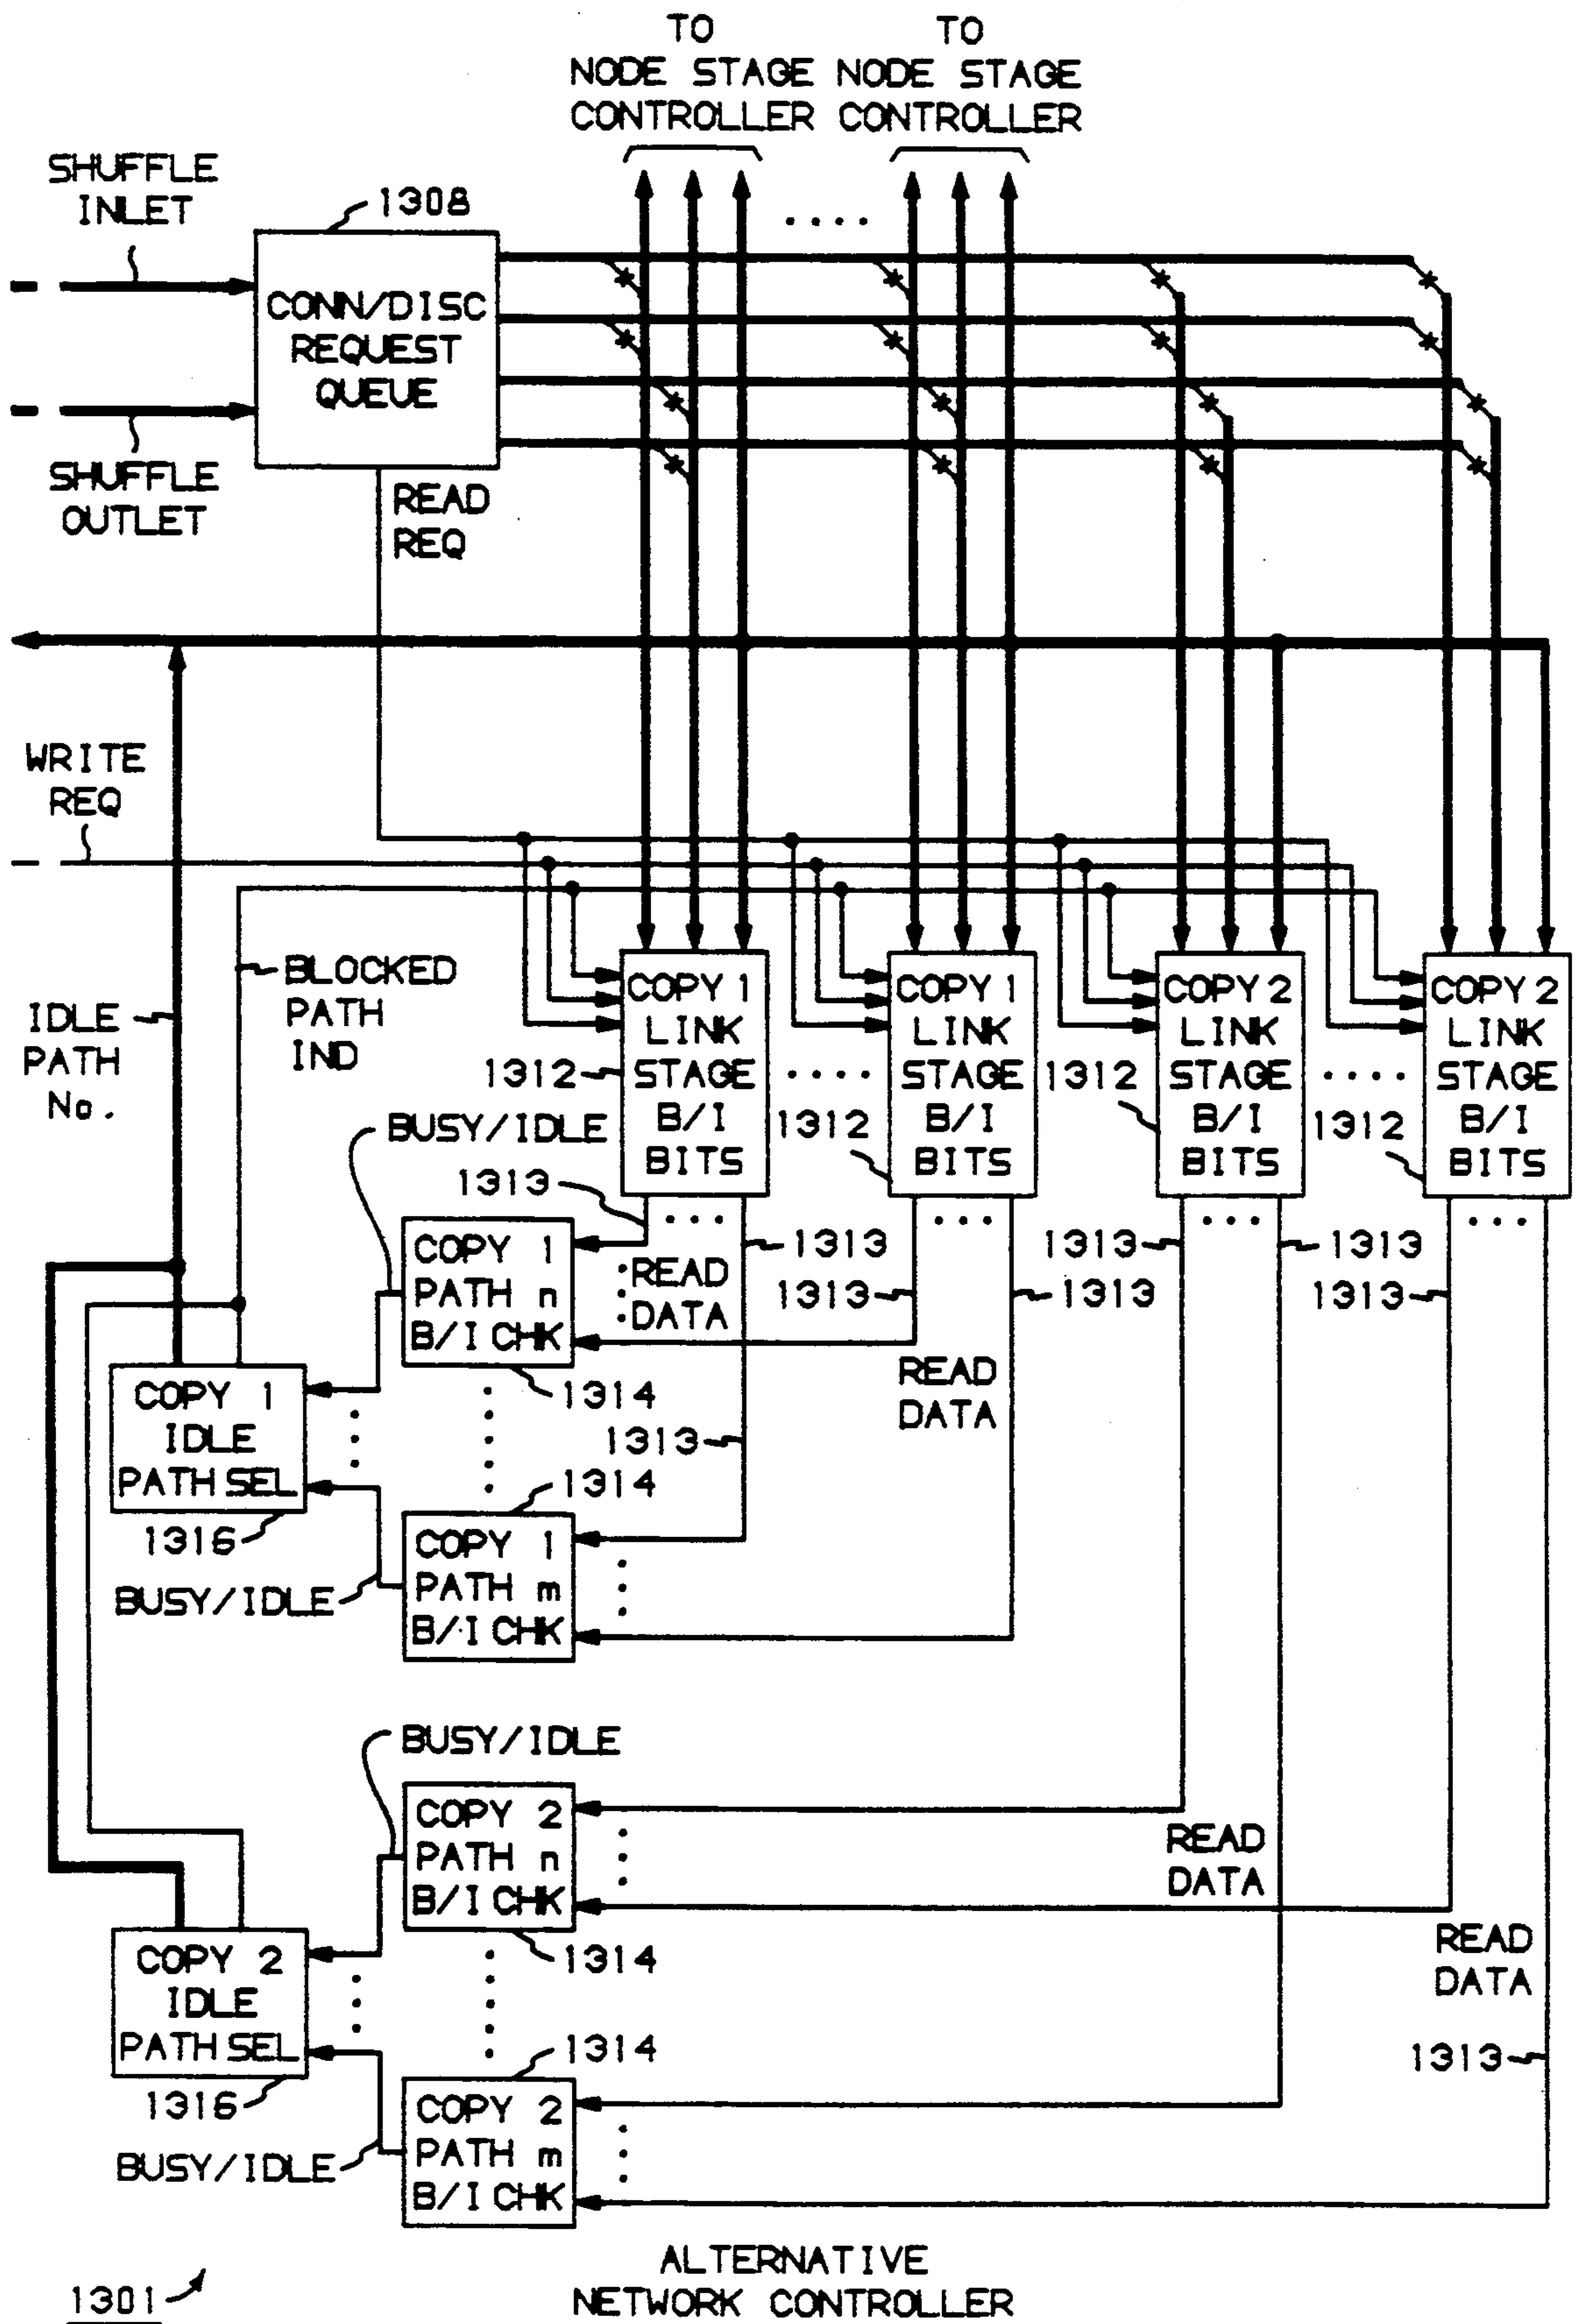 TO
NODE STAGE
CONTROLLER
TO
NODE STAGE
CONTROLLER
SHUFFLE
INLET
1308
CONN/DISC
REQUEST
QUEUE
SHUFFLE
OUTLET
READ
REQ
WRITE
REQ
IDLE
PATH
No.
BLOCKED
PATH
IND
COPY 1
LINK
STAGE
B/I
BITS
1312
COPY 1
LINK
STAGE
B/I
BITS
1312
COPY 2
LINK
STAGE
B/I
BITS
1312
COPY 2
LINK
STAGE
B/I
BITS
1312
BUSY/IDLE
1313
1313
1313
1313
1313
1313
1313
COPY 1
PATH n
B/I CHK
READ
DATA
1314
READ
DATA
COPY 1
IDLE
PATH SEL
1316
1313
1314
COPY 1
PATH m
B/I CHK
BUSY/IDLE
BUSY/IDLE
COPY 2
PATH n
B/I CHK
READ
DATA
1314
COPY 2
IDLE
PATH SEL
1316
READ
DATA
1313
1314
COPY 2
PATH m
B/I CHK
BUSY/IDLE
1301
ALTERNATIVE
NETWORK CONTROLLER